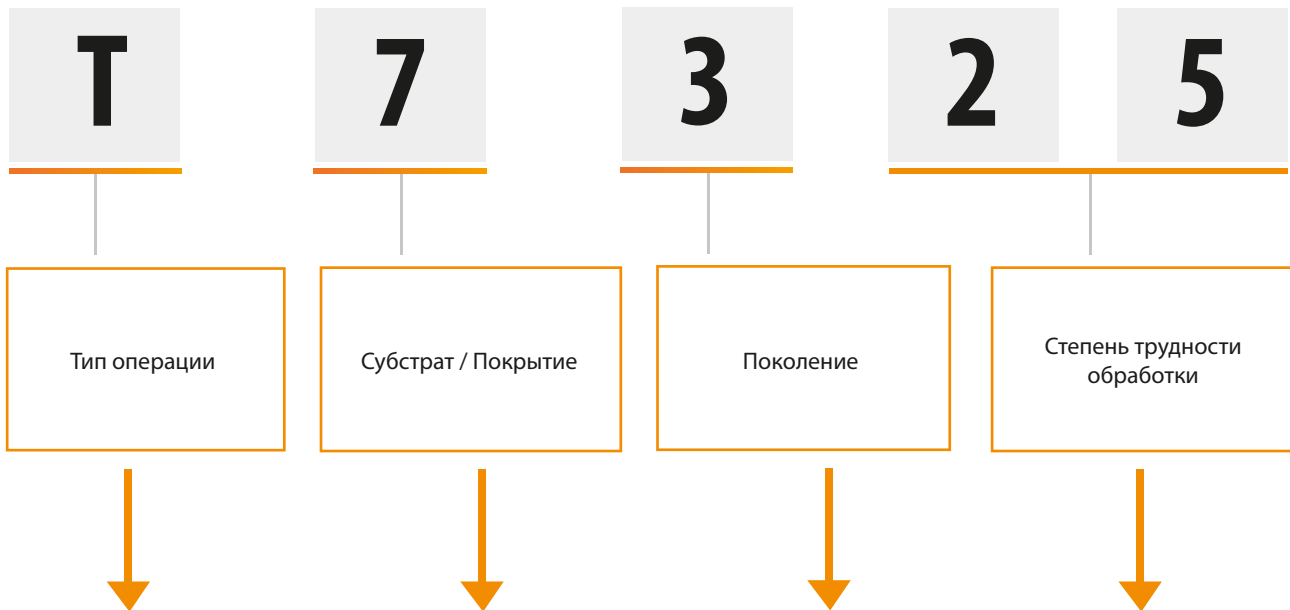 T 7 3 2 5
Тип операции
Субстрат / Покрытие
Поколение
Степень трудности
обработки